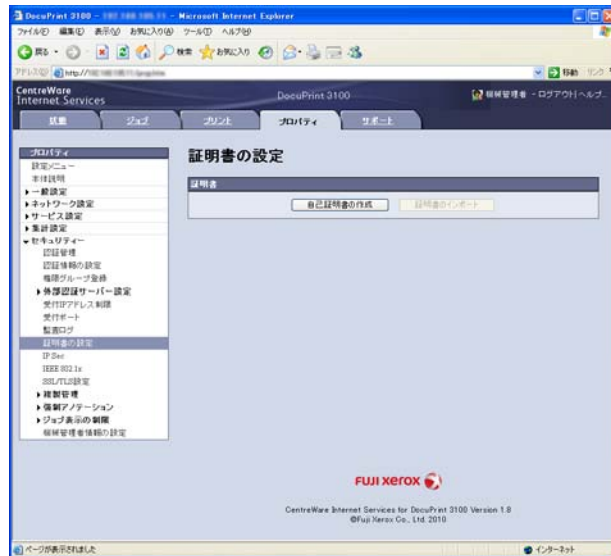 DocuPrint 3100 - - Microsoft Internet Explorer
ファイル(F) 編集(E) 表示(V) お気に入り(A) ツール(T) ヘルプ(H)
戻る 検索 お気に入り
アドレス(D) http:// 移動 リンク
CentreWare
Internet Services
DocuPrint 3100
機械管理者 - ログアウト ヘルプ
状態 ジョブ プリント プロパティ サポート
プロパティ
設定メニュー
本体説明
一般設定
ネットワーク設定
サービス設定
集計設定
セキュリティー
認証管理
認証情報の設定
権限グループ登録
外部認証サーバー設定
受付IPアドレス制限
受付ポート
監査ログ
証明書の設定
IP Sec
IEEE 802.1x
SSL/TLS設定
複製管理
強制アノテーション
ジョブ表示の制限
機械管理者情報の設定
証明書の設定
証明書
自己証明書の作成 証明書のインポート
FUJI XEROX
CentreWare Internet Services for DocuPrint 3100 Version 1.8
©Fuji Xerox Co., Ltd. 2010
ページが表示されました
インターネット